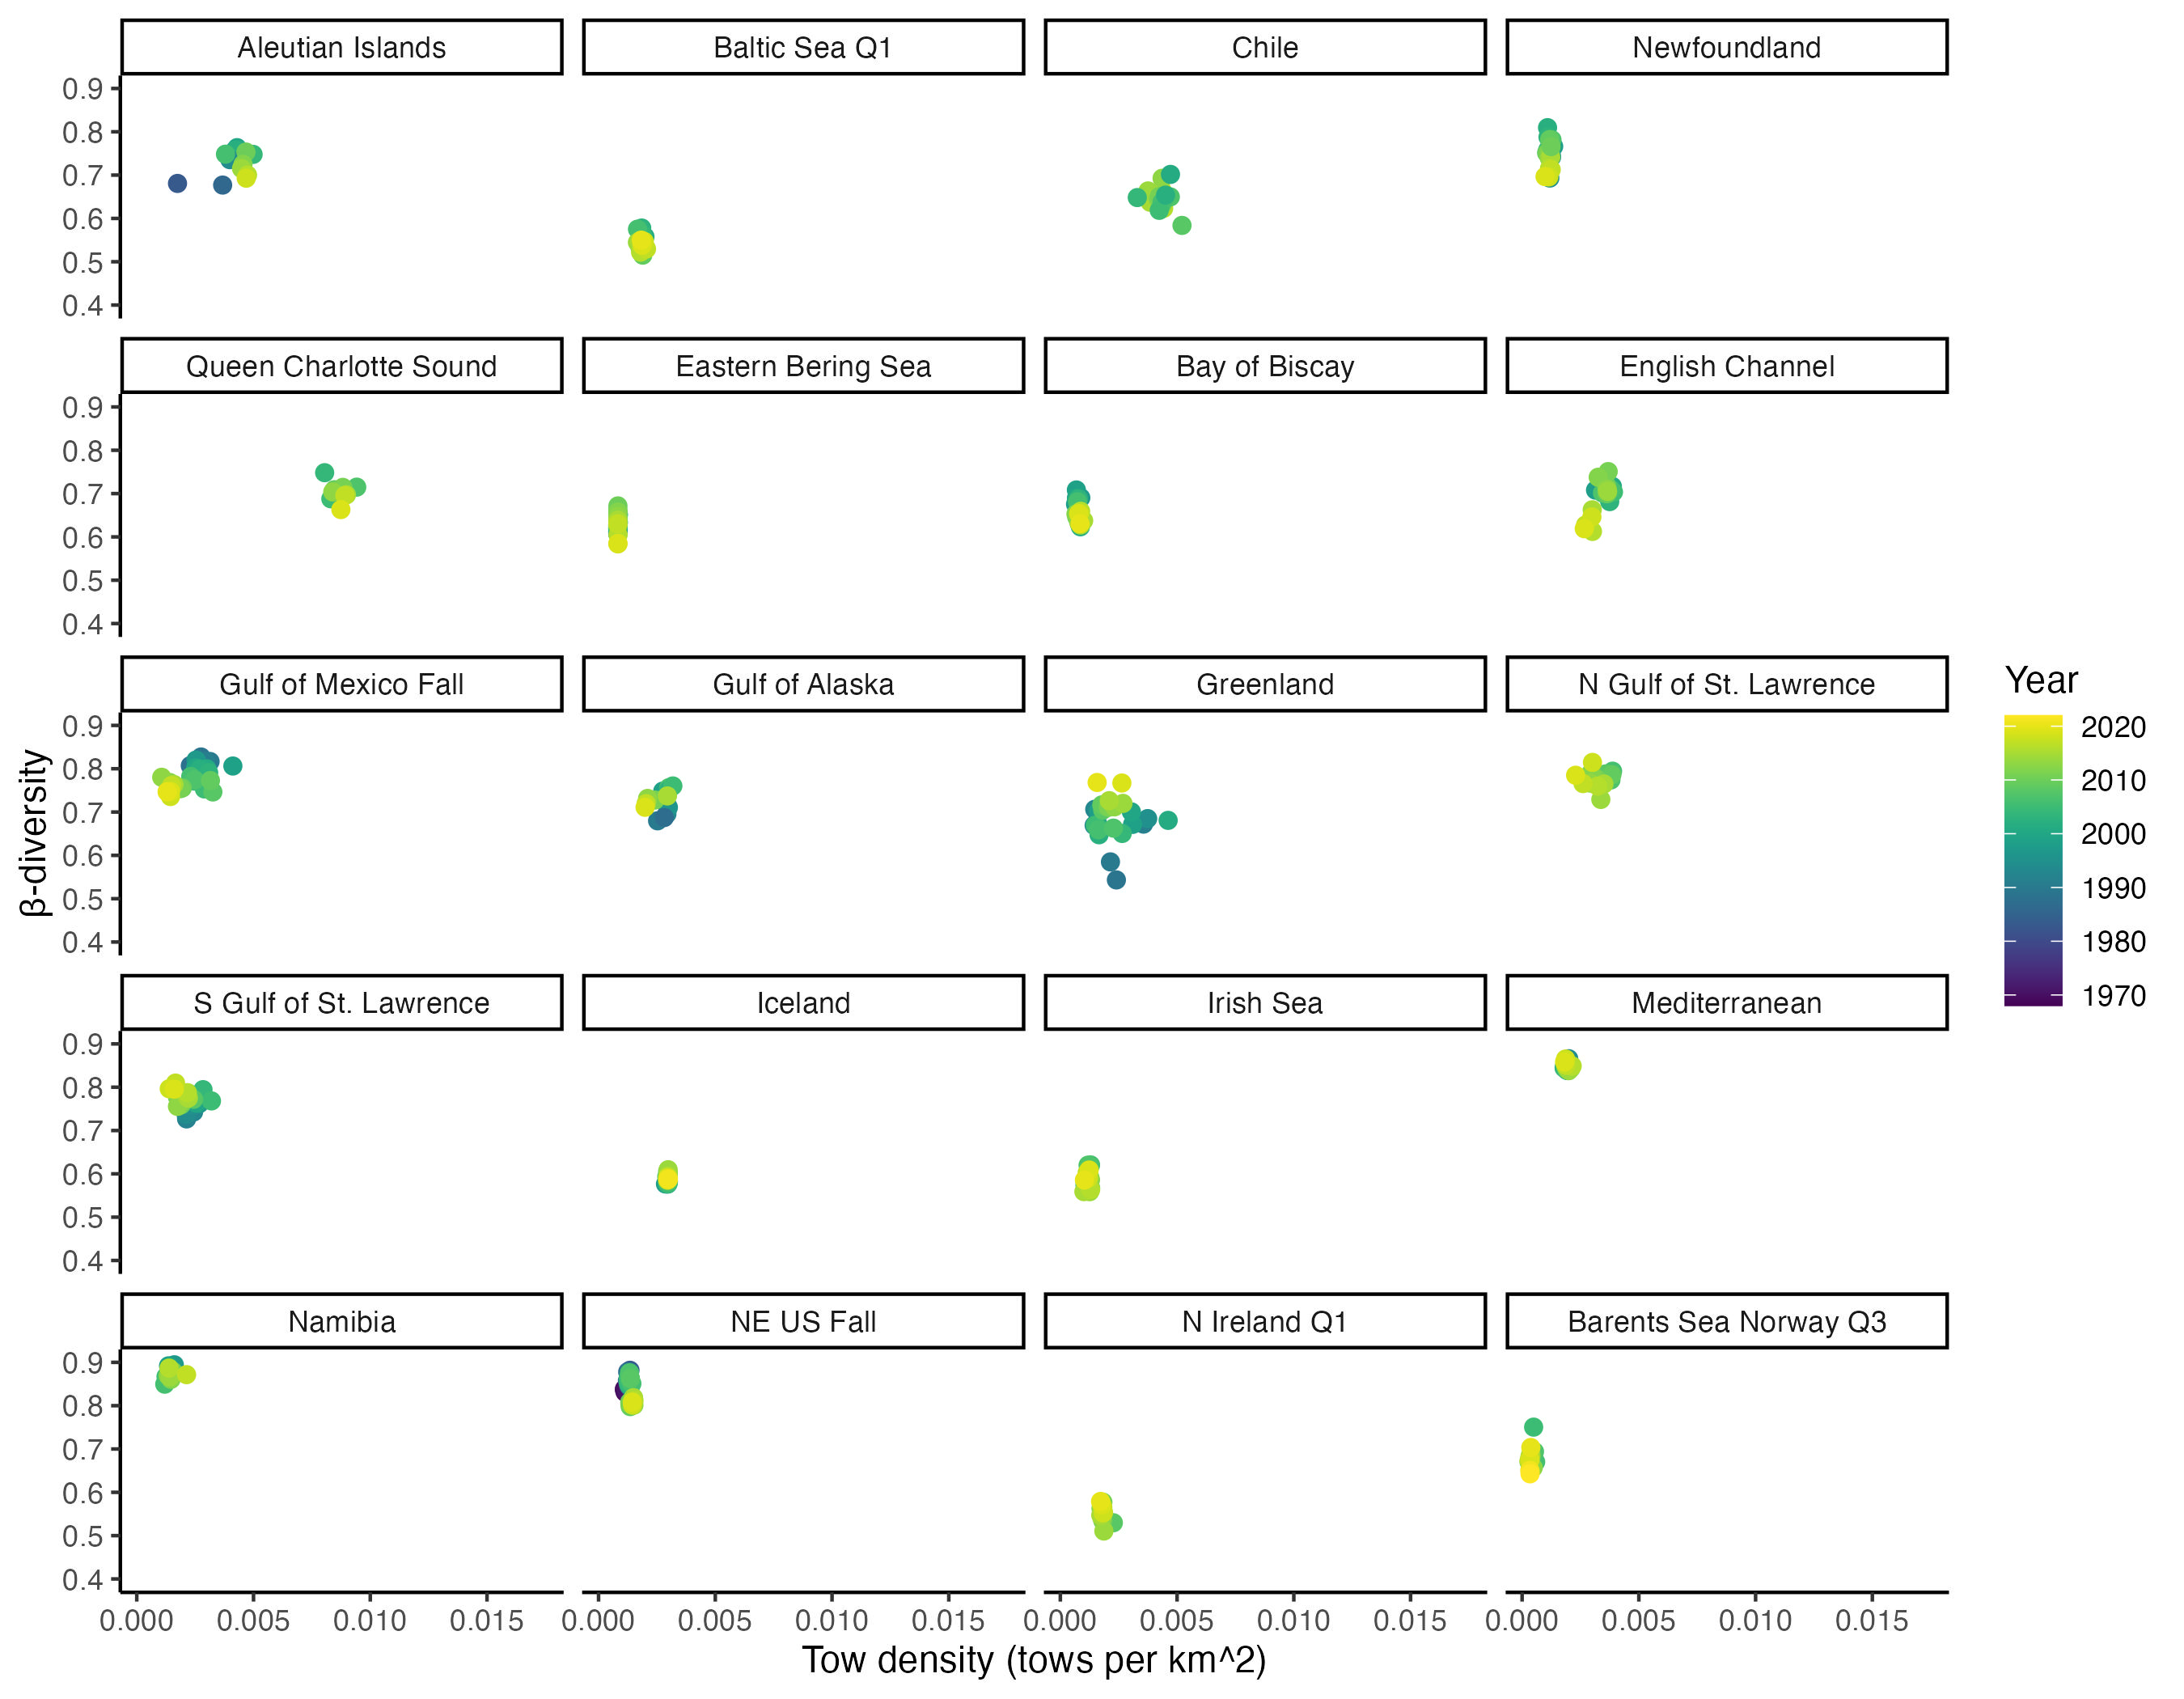 Aleutian Islands
Baltic Sea Q1
Chile
Newfoundland
0.9
0.8
0.7
0.6
0.5
0.4
Queen Charlotte Sound
Eastern Bering Sea
Bay of Biscay
English Channel
0.9
0.8
0.7
0.6
0.5
0.4
Gulf of Mexico Fall
Gulf of Alaska
Greenland
N Gulf of St. Lawrence
0.9
0.8
0.7
0.6
0.5
0.4
β-diversity
S Gulf of St. Lawrence
Iceland
Irish Sea
Mediterranean
0.9
0.8
0.7
0.6
0.5
0.4
Namibia
NE US Fall
N Ireland Q1
Barents Sea Norway Q3
0.9
0.8
0.7
0.6
0.5
0.4
0.000 0.005 0.010 0.015
0.000 0.005 0.010 0.015
0.000 0.005 0.010 0.015
0.000 0.005 0.010 0.015
Tow density (tows per km^2)
Year
2020
2010
2000
1990
1980
1970